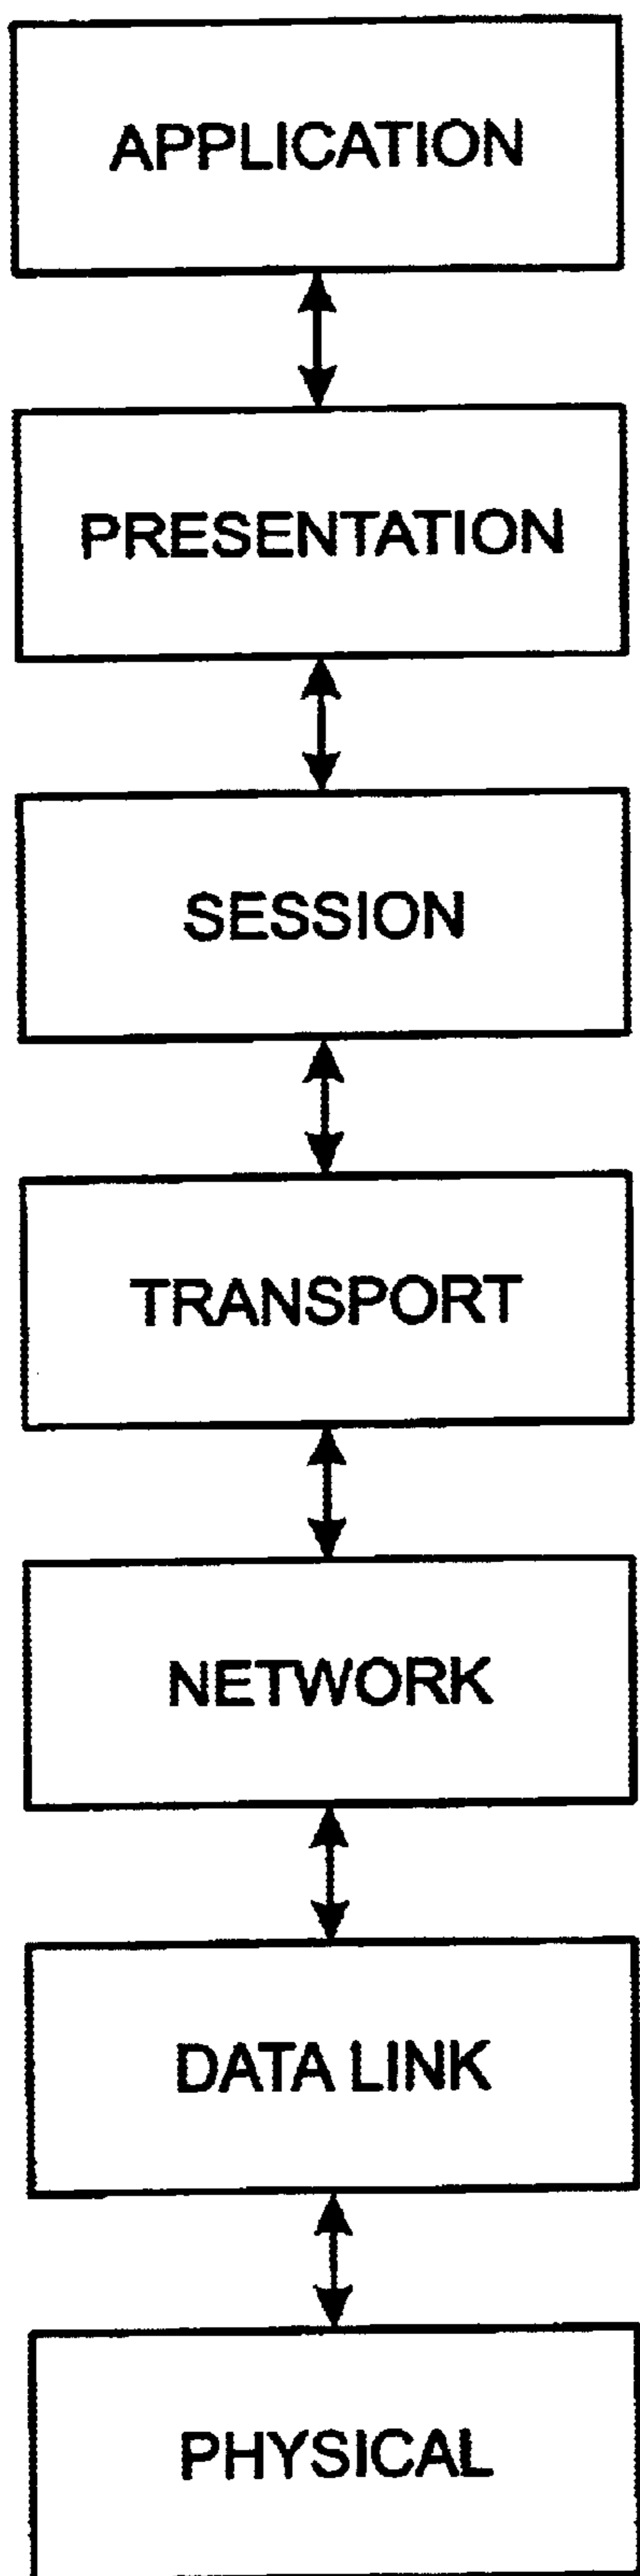 APPLICATION
PRESENTATION
SESSION
TRANSPORT
NETWORK
DATA LINK
PHYSICAL